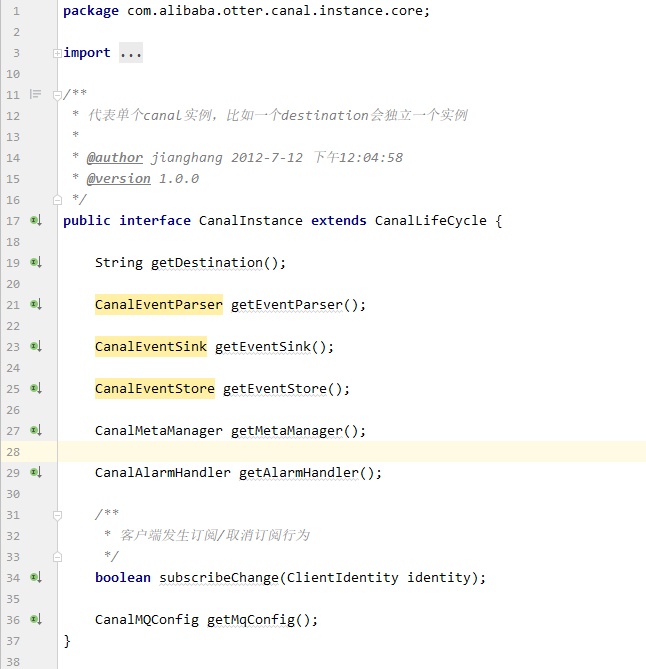 1 package com.alibaba.otter.canal.instance.core;
2
3 import ...
10
11 /**
12 * 代表单个canal实例，比如一个destination会独立一个实例
13 *
14 * @author jianghang 2012-7-12 下午12:04:58
15 * @version 1.0.0
16 */
17 public interface CanalInstance extends CanalLifeCycle {
18
19 String getDestination();
20
21 CanalEventParser getEventParser();
22
23 CanalEventSink getEventSink();
24
25 CanalEventStore getEventStore();
26
27 CanalMetaManager getMetaManager();
28
29 CanalAlarmHandler getAlarmHandler();
30
31 /**
32 * 客户端发生订阅/取消订阅行为
33 */
34 boolean subscribeChange(ClientIdentity identity);
35
36 CanalMQConfig getMqConfig();
37 }
38